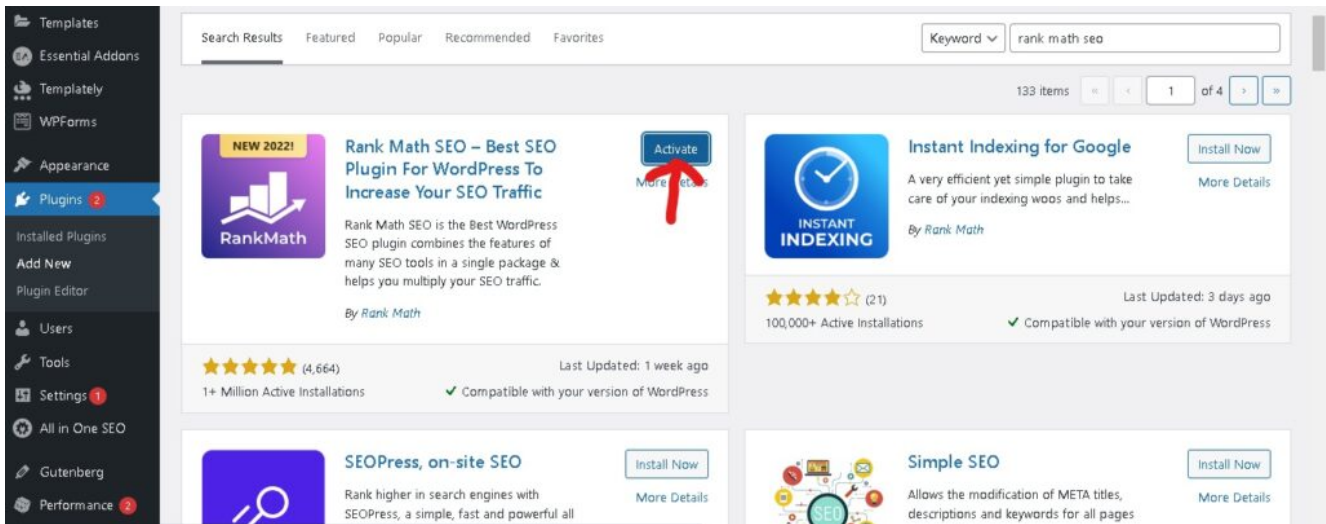 Templates
Essential Addons
Templately
WPForms
Appearance
Plugins 2
Installed Plugins
Add New
Plugin Editor
Users
Tools
Settings 1
All in One SEO
Gutenberg
Performance 2
Search Results Featured Popular Recommended Favorites
Keyword rank math seo
133 items « ‹ 1 of 4 › »
NEW 2022!
RankMath
Rank Math SEO – Best SEO
Plugin For WordPress To
Increase Your SEO Traffic
Activate
More Details
Rank Math SEO is the Best WordPress
SEO plugin combines the features of
many SEO tools in a single package &
helps you multiply your SEO traffic.
By Rank Math
(4,664)
Last Updated: 1 week ago
1+ Million Active Installations
Compatible with your version of WordPress
INSTANT
INDEXING
Instant Indexing for Google
Install Now
More Details
A very efficient yet simple plugin to take
care of your indexing woos and helps...
By Rank Math
(21)
Last Updated: 3 days ago
100,000+ Active Installations
Compatible with your version of WordPress
SEOPress, on-site SEO
Install Now
More Details
Rank higher in search engines with
SEOPress, a simple, fast and powerful all
SEO
Simple SEO
Install Now
More Details
Allows the modification of META titles,
descriptions and keywords for all pages